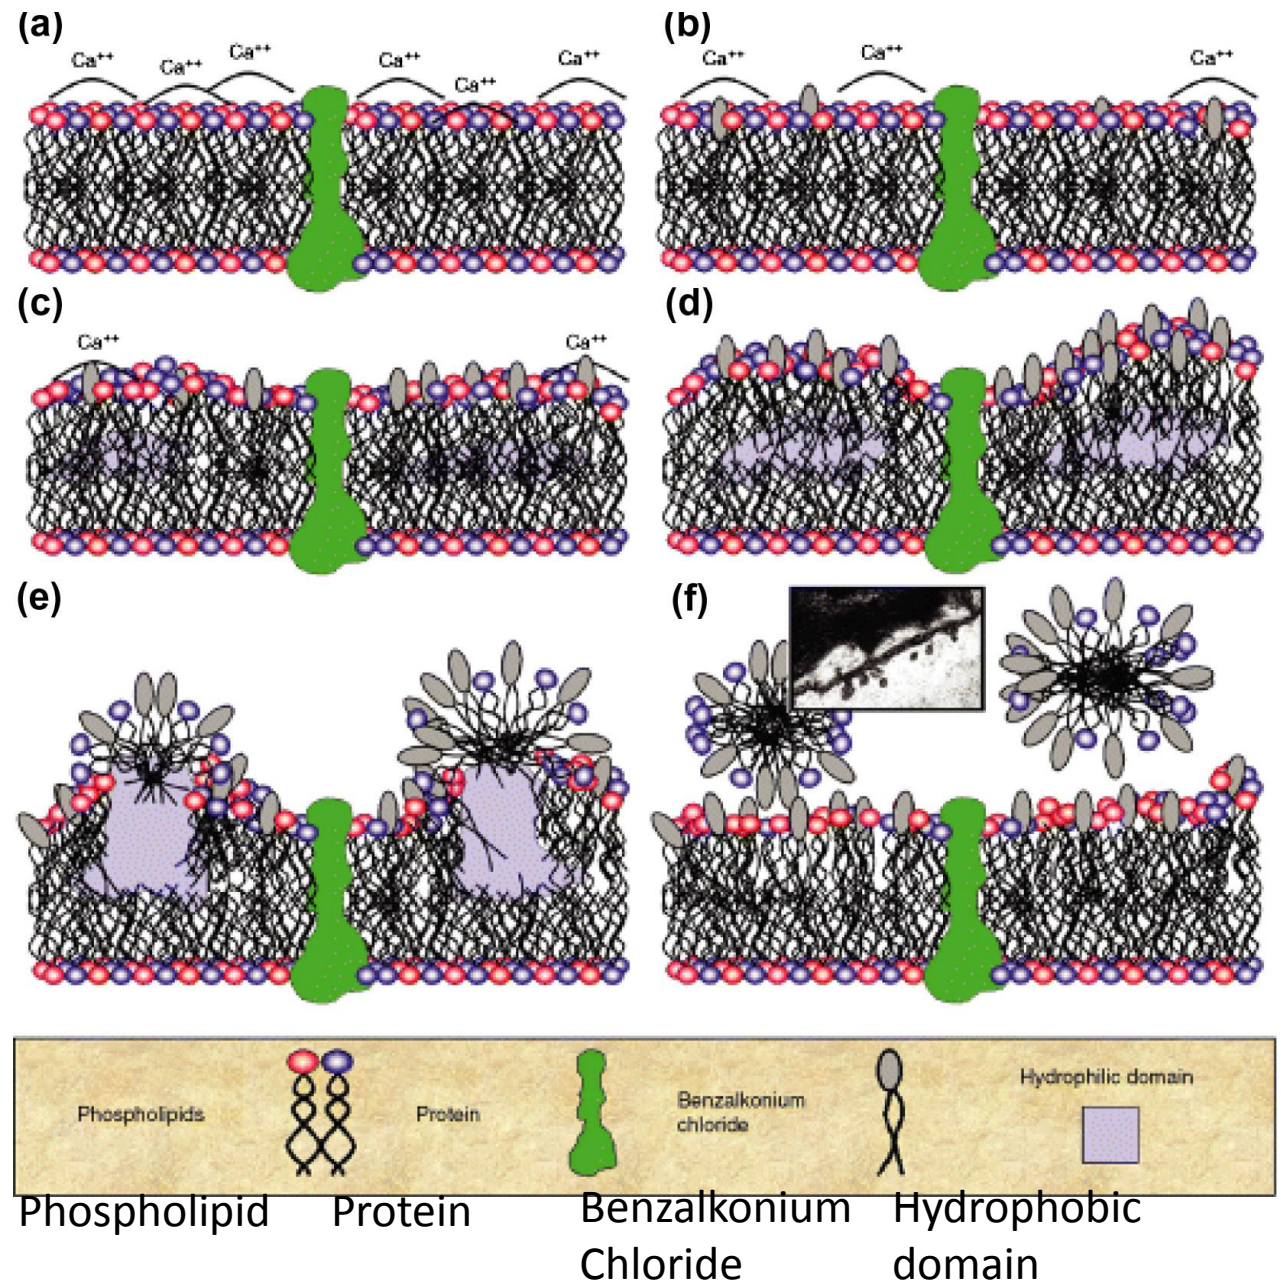 (a)
Ca++
Ca++
Ca++
Ca++
Ca++
Ca++
(b)
Ca++
Ca++
Ca++
(c)
Ca++
Ca++
(d)
(e)
(f)
Phospholipids
Protein
Benzalkonium
chloride
Hydrophilic domain
Phospholipid
Protein
Benzalkonium
Chloride
Hydrophobic
domain